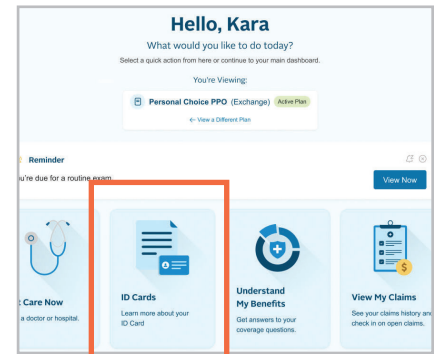 Hello, Kara
What would you like to do today?
Select a quick action from here or continue to your main dashboard.
You're Viewing:
Personal Choice PPO (Exchange) Active Plan
← View a Different Plan
Reminder
u're due for a routine exam.
View Now
t Care Now
a doctor or hospital.
ID Cards
Learn more about your
ID Card
Understand
My Benefits
Get answers to your
coverage questions.
View My Claims
See your claims history and
check in on open claims.